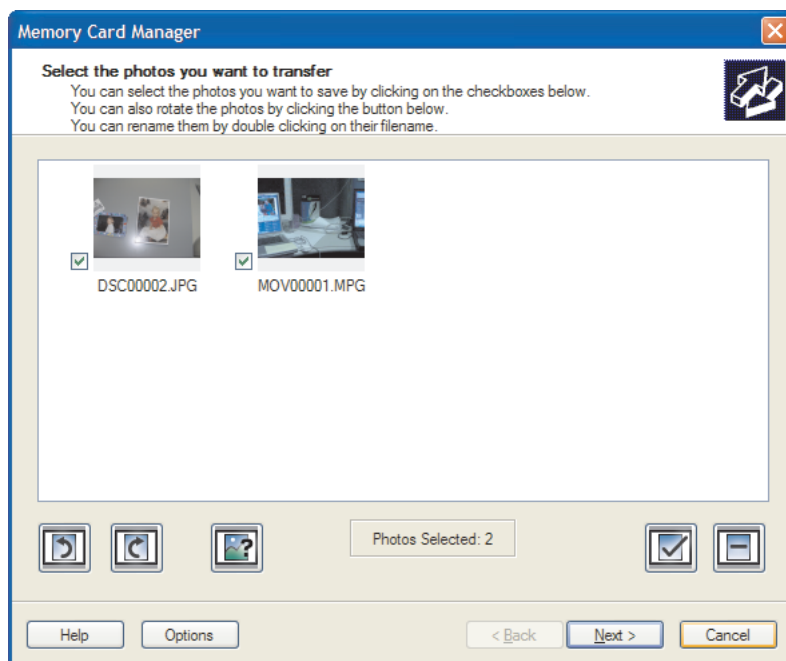 Memory Card Manager
Select the photos you want to transfer
You can select the photos you want to save by clicking on the checkboxes below.
You can also rotate the photos by clicking the button below.
You can rename them by double clicking on their filename.
DSC00002.JPG
MOV00001.MPG
?
Photos Selected: 2
Help
Options
< Back
Next >
Cancel